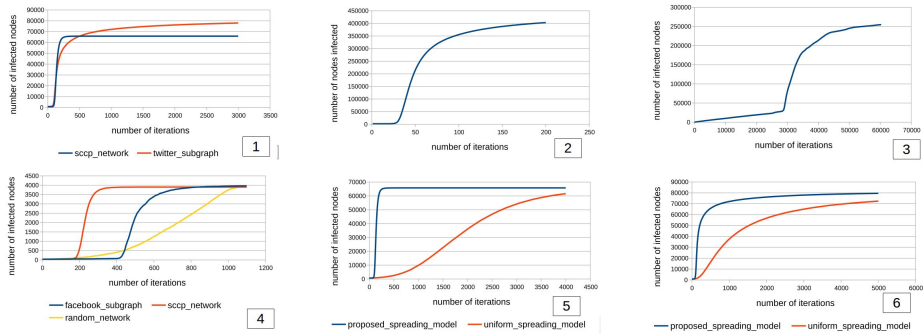 90000
80000
70000
60000
50000
40000
30000
20000
10000
0
0 500 1000 1500 2000 2500 3000 3500
number of infected nodes
number of iterartions
sccp_network twitter_subgraph
1
450000
400000
350000
300000
250000
200000
150000
100000
50000
0
0 50 100 150 200 250
number of nodes infected
number of iterations
2
300000
250000
200000
150000
100000
50000
0
0 10000 20000 30000 40000 50000 60000 70000
number of infected nodes
number of iterations
3
4500
4000
3500
3000
2500
2000
1500
1000
500
0
0 200 400 600 800 1000 1200
number of infected nodes
number of iterations
facebook_subgraph sccp_network
random_network
4
70000
60000
50000
40000
30000
20000
10000
0
0 500 1000 1500 2000 2500 3000 3500 4000 4500
number of infected nodes
number of iterations
proposed_spreading_model uniform_spreading_model
5
90000
80000
70000
60000
50000
40000
30000
20000
10000
0
0 1000 2000 3000 4000 5000 6000
number of infected nodes
number of iterations
proposed_spreading_model uniform_spreading_model
6